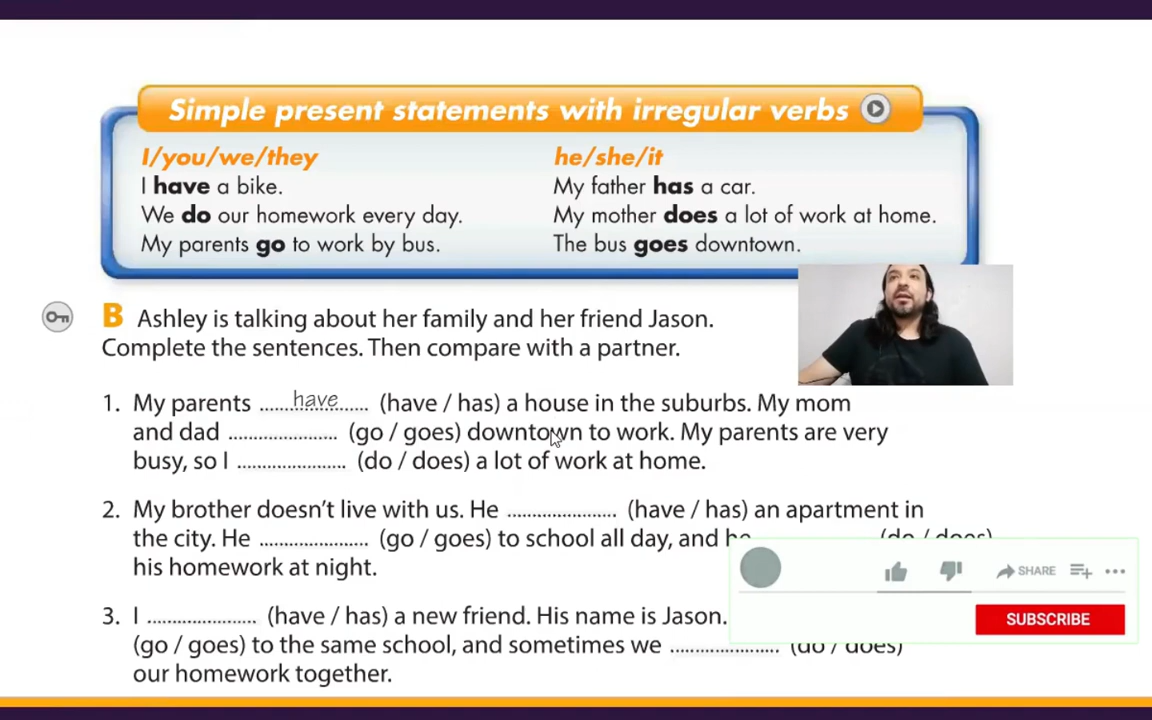 Simple present statements with irregular verbs
I/you/we/they
he/she/it
I have a bike.
My father has a car.
We do our homework every day.
My mother does a lot of work at home.
My parents go to work by bus.
The bus goes downtown.
B Ashley is talking about her family and her friend Jason.
Complete the sentences. Then compare with a partner.
1. My parents ....have.... (have / has) a house in the suburbs. My mom
and dad .................... (go / goes) downtown to work. My parents are very
busy, so I .................... (do / does) a lot of work at home.
2. My brother doesn't live with us. He .................... (have / has) an apartment in
the city. He .................... (go / goes) to school all day, and he (do / does)
his homework at night.
3. I .................... (have / has) a new friend. His name is Jason.
(go / goes) to the same school, and sometimes we .................... (do / does)
our homework together.
SHARE
SUBSCRIBE